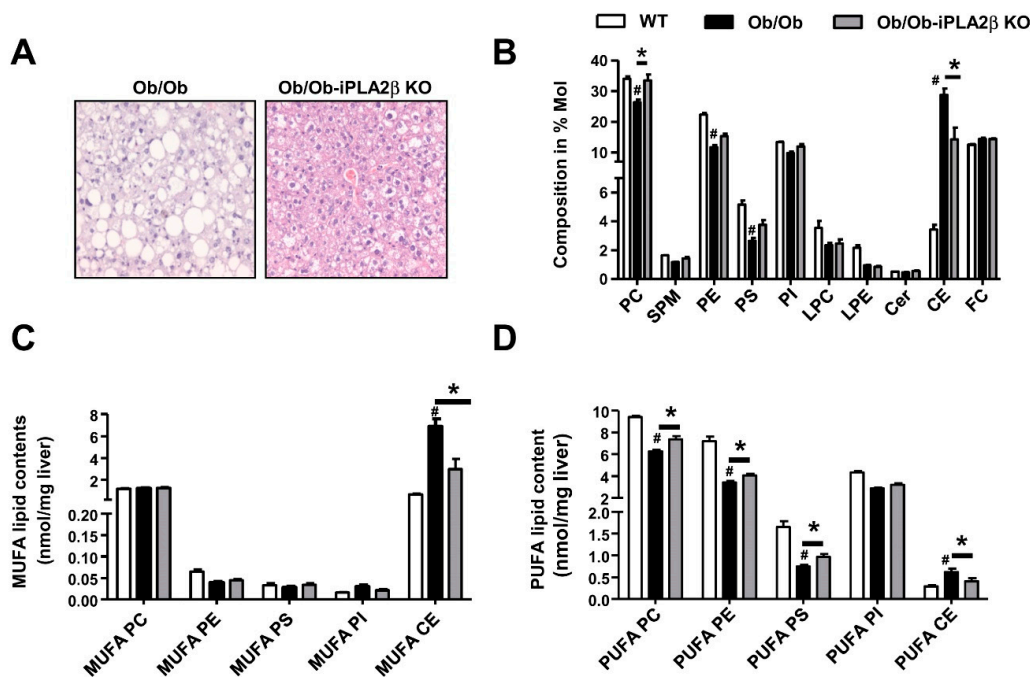 WT Ob/Ob Ob/Ob-iPLA2β KO
A
Ob/Ob Ob/Ob-iPLA2β KO
B
Composition in % Mol
40
30
20
10
6
4
2
0
# * # # # *
PC SPM PE PS PI LPC LPE Cer CE FC
C
MUFA lipid contents
(nmol/mg liver)
8
6
4
2
0.20
0.15
0.10
0.05
0.00
# *
MUFA PC MUFA PE MUFA PS MUFA PI MUFA CE
D
PUFA lipid content
(nmol/mg liver)
10
8
6
4
2.0
1.5
1.0
0.5
0.0
# * # * # * # *
PUFA PC PUFA PE PUFA PS PUFA PI PUFA CE